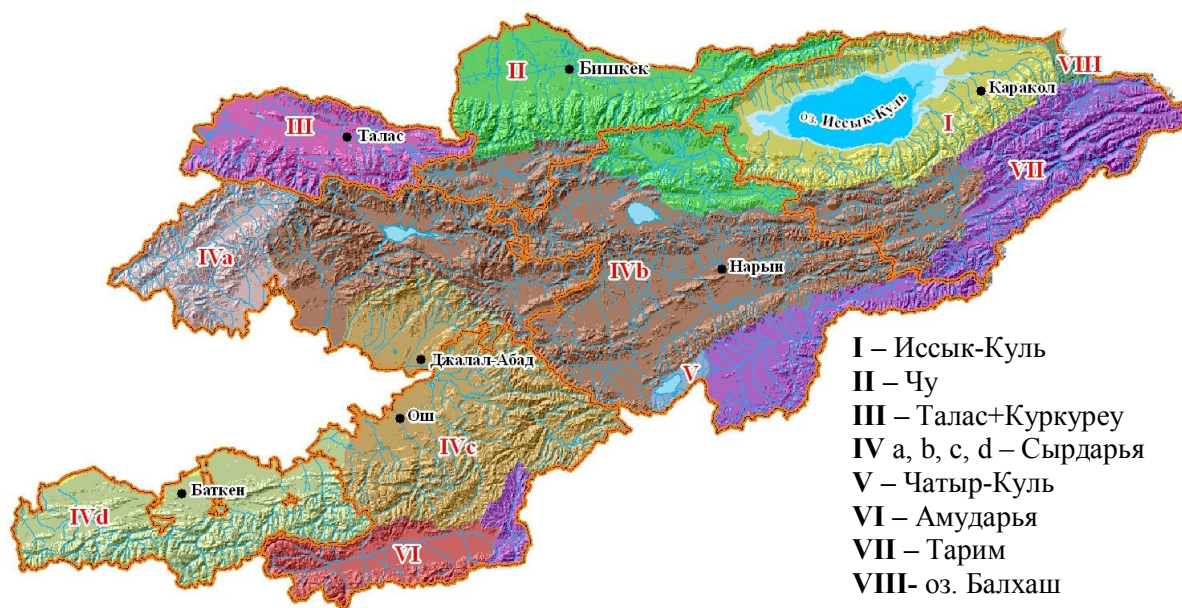 II
Бишкек
VIII
Каракол
оз. Иссык-Куль
I
III
Талас
VII
IVa
IVb
Нарын
Джалал-Абад
V
Ош
IVc
Баткен
IVd
VI
I – Иссык-Куль
II – Чу
III – Талас+Куркуреу
IV a, b, c, d – Сырдарья
V – Чатыр-Куль
VI – Амударья
VII – Тарим
VIII- оз. Балхаш